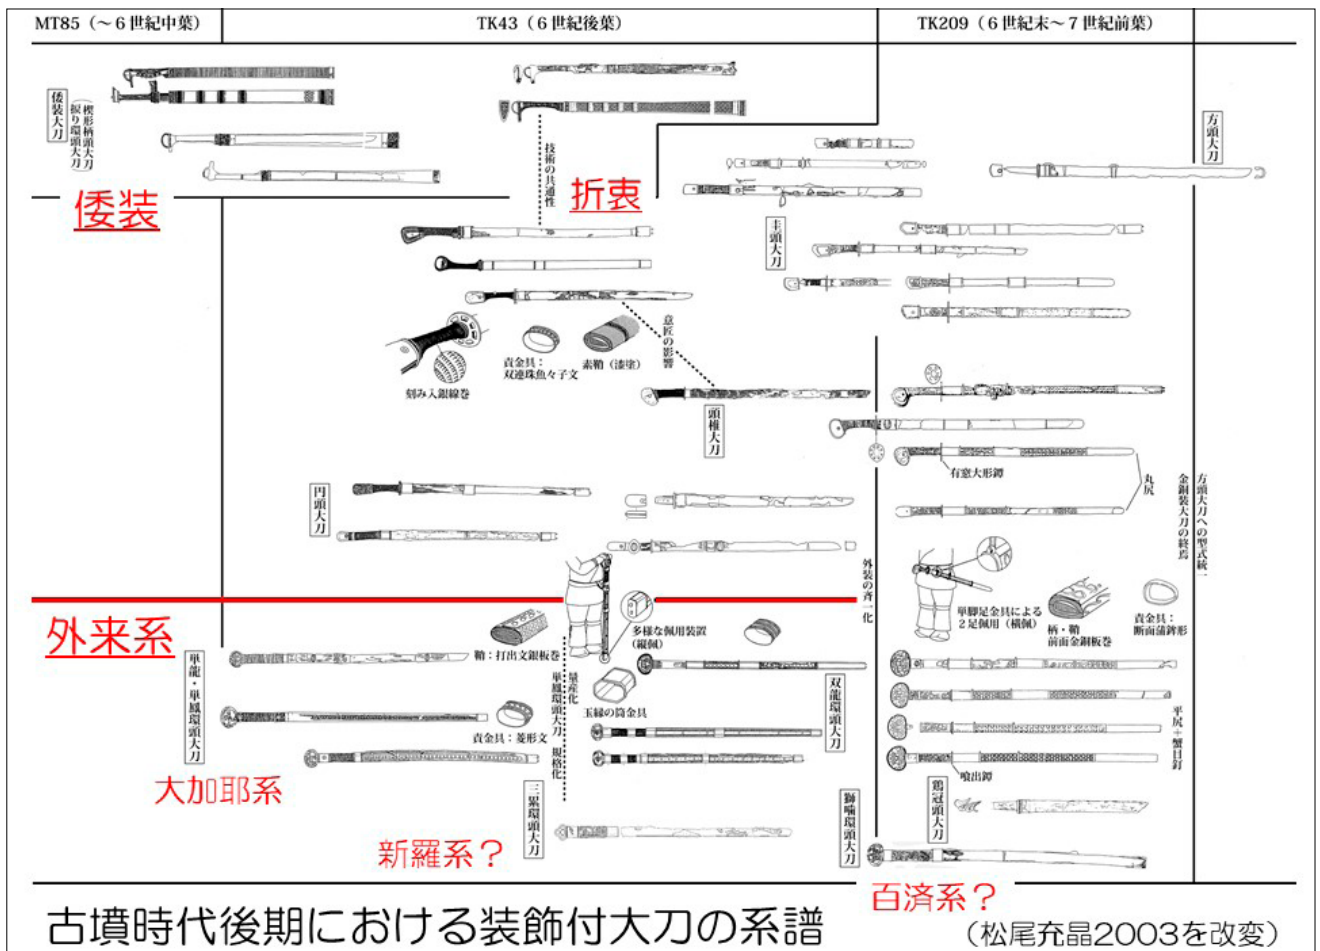 MT85（～６世紀中葉）
TK43（６世紀後葉）
TK209（６世紀末～７世紀前葉）
倭装大刀
（楔形柄頭大刀
捩り環頭大刀）
技術の共通性
方頭大刀
倭装
折衷
圭頭大刀
意匠の影響
責金具：
双連珠魚々子文
素鞘（漆塗）
刻み入銀線巻
頭椎大刀
有窓大形鐔
丸尻
方頭大刀への型式統一
金銅装大刀の終焉
円頭大刀
外装の斉一化
単脚足金具による
２足佩用（横佩）
柄・鞘
前面金銅板巻
責金具：
断面蒲鉾形
外来系
多様な佩用装置
（縦佩）
鞘：打出文銀板巻
単龍・単鳳環頭大刀
量産化
単鳳環頭大刀　規格化
玉縁の筒金具
双龍環頭大刀
責金具：菱形文
平尻＋蟹目釘
喰出鐔
大加耶系
三累環頭大刀
獅噛環頭大刀
鶏冠頭大刀
新羅系？
百済系？
古墳時代後期における装飾付大刀の系譜
（松尾充晶2003を改変）